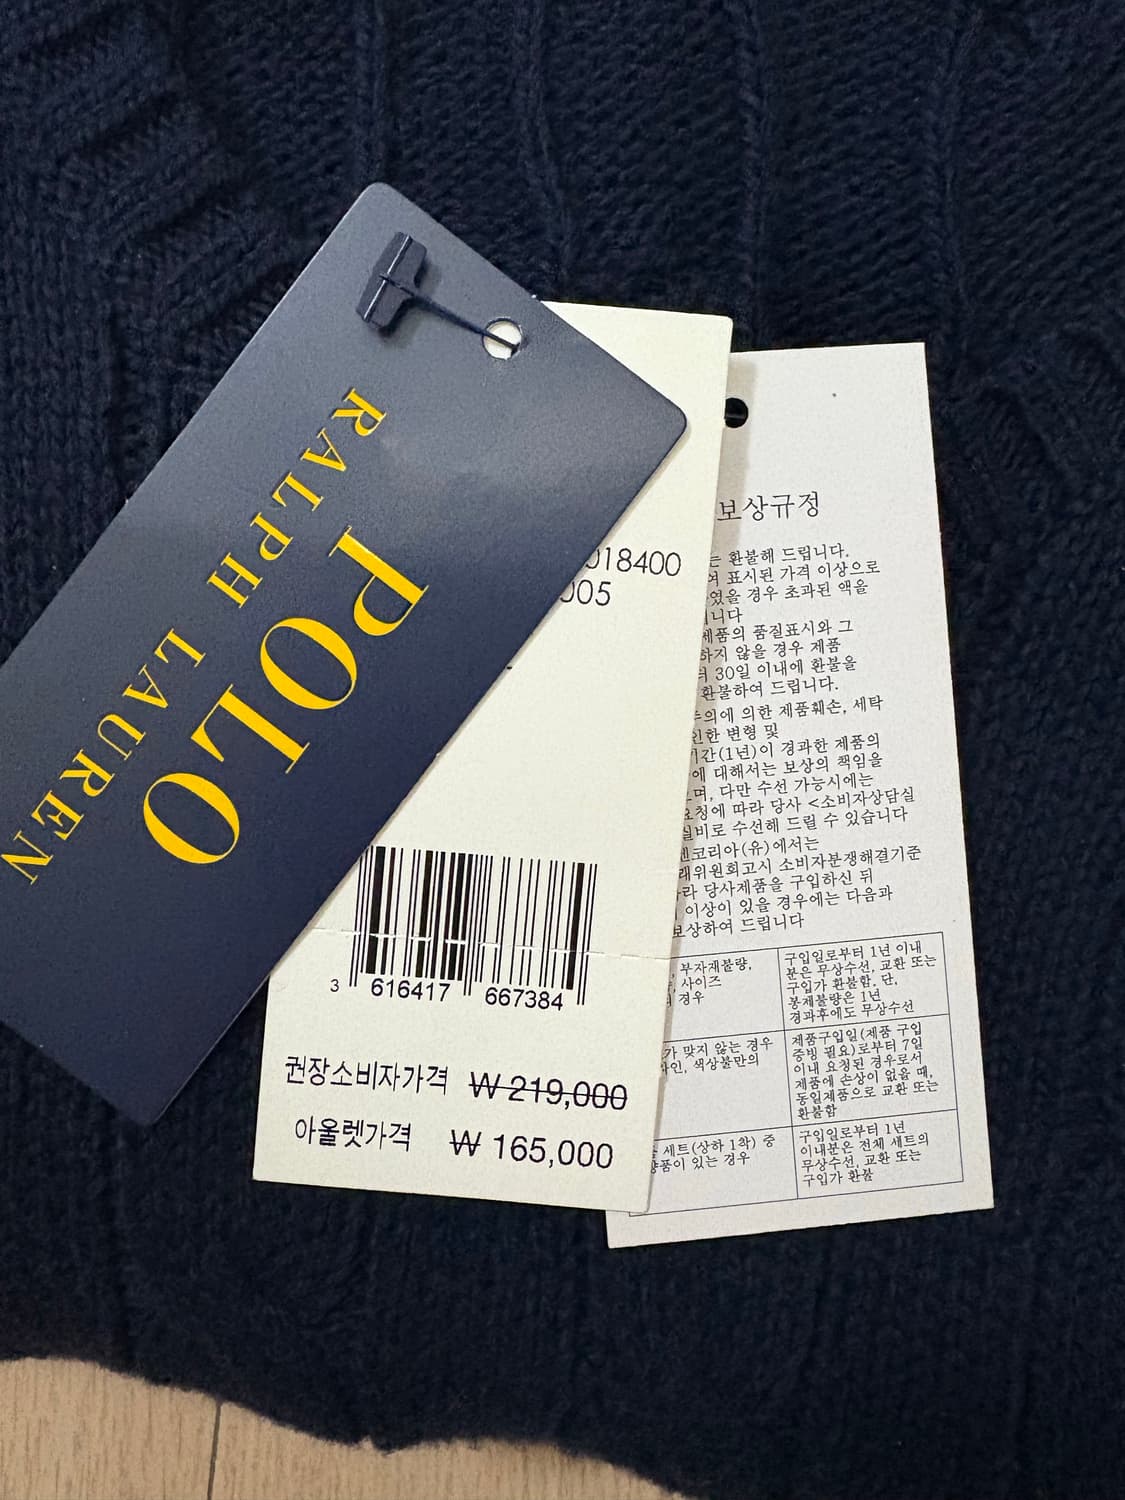 POLO
RALPH LAUREN
018400
005
3 616417 667384
권장소비자가격 ₩ 219,000
아울렛가격 ₩ 165,000
보상규정
는 환불해 드립니다.
여 표시된 가격 이상으로
였을 경우 초과된 액을
니다
제품의 품질표시와 그
하지 않을 경우 제품
터 30일 이내에 환불을
환불하여 드립니다.
주의에 의한 제품훼손, 세탁
인한 변형 및
기간(1년)이 경과한 제품의
에 대해서는 보상의 책임을
며, 다만 수선 가능시에는
요청에 따라 당사 <소비자상담실
실비로 수선해 드릴 수 있습니다
렌코리아(유)에서는
래위원회고시 소비자분쟁해결기준
라 당사제품을 구입하신 뒤
이상이 있을 경우에는 다음과
보상하여 드립니다
, 부자재불량,
, 사이즈
경우
구입일로부터 1년 이내
분은 무상수선, 교환 또는
구입가 환불함. 단,
봉제불량은 1년
경과후에도 무상수선
가 맞지 않는 경우
자인, 색상불만의
제품구입일(제품 구입
증빙 필요)로부터 7일
이내 요청된 경우로서
제품에 손상이 없을 때,
동일제품으로 교환 또는
환불함
세트(상하 1착) 중
량품이 있는 경우
구입일로부터 1년
이내분은 전체 세트의
무상수선, 교환 또는
구입가 환불